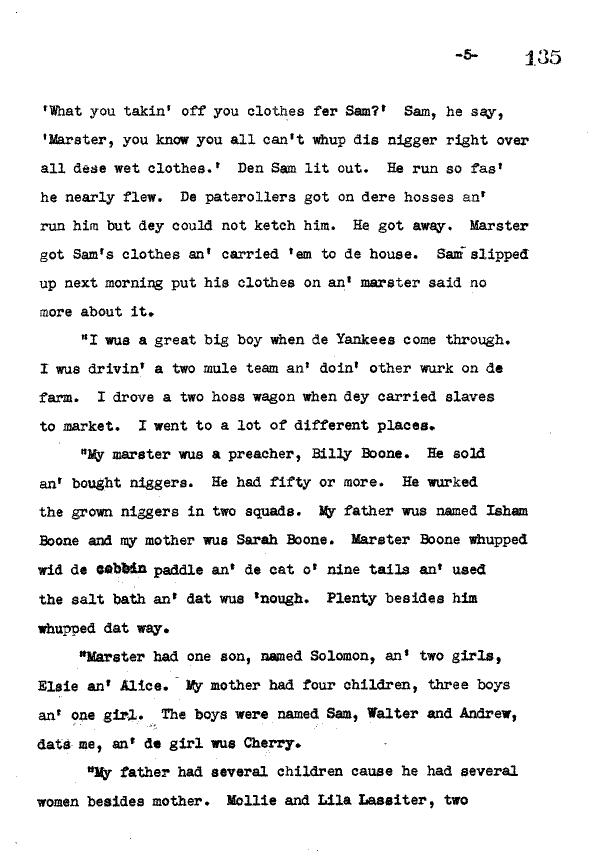 -5- 135
'What you takin' off you clothes fer Sam?' Sam, he say,
'Marster, you know you all can't whup dis nigger right over
all dese wet clothes.' Den Sam lit out. He run so fas'
he nearly flew. De paterollers got on dere hosses an'
run him but dey could not ketch him. He got away. Marster
got Sam's clothes an' carried 'em to de house. Sam slipped
up next morning put his clothes on an' marster said no
more about it.
"I wus a great big boy when de Yankees come through.
I wus drivin' a two mule team an' doin' other wurk on de
farm. I drove a two hoss wagon when dey carried slaves
to market. I went to a lot of different places.
"My marster wus a preacher, Billy Boone. He sold
an' bought niggers. He had fifty or more. He wurked
the grown niggers in two squads. My father wus named Isham
Boone and my mother wus Sarah Boone. Marster Boone whupped
wid de cobbin paddle an' de cat o' nine tails an' used
the salt bath an' dat wus 'nough. Plenty besides him
whupped dat way.
"Marster had one son, named Solomon, an' two girls,
Elsie an' Alice. My mother had four children, three boys
an' one girl. The boys were named Sam, Walter and Andrew,
dats me, an' de girl wus Cherry.
"My father had several children cause he had several
women besides mother. Mollie and Lila Lassiter, two